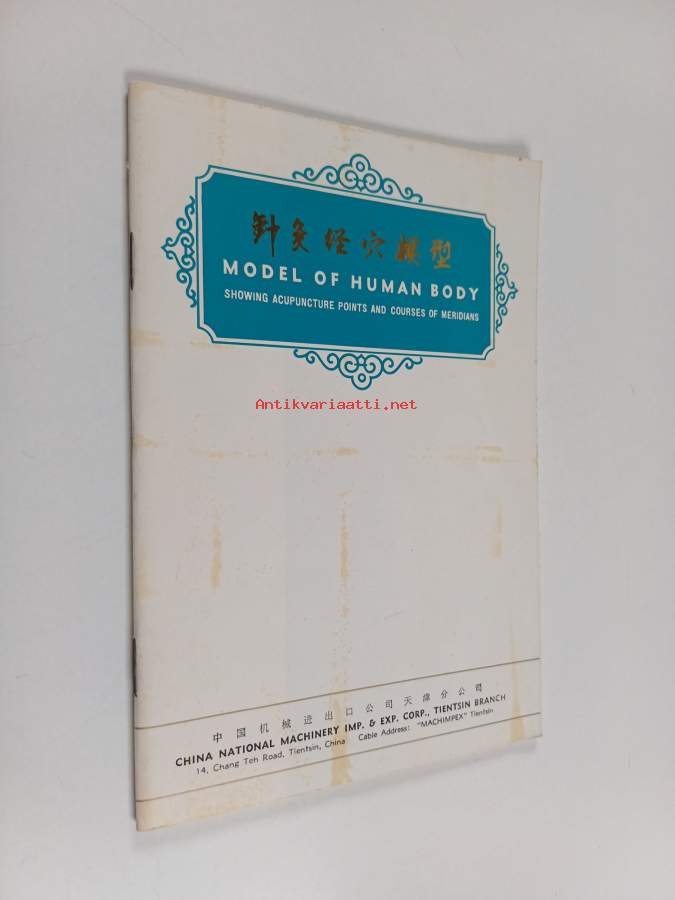 針灸经穴模型
MODEL OF HUMAN BODY
SHOWING ACUPUNCTURE POINTS AND COURSES OF MERIDIANS
Antikvariaatti.net
中国机械进出口公司天津分公司
CHINA NATIONAL MACHINERY IMP. & EXP. CORP., TIENTSIN BRANCH
14, Chang Teh Road, Tientsin, China Cable Address: "MACHIMPEX" Tientsin